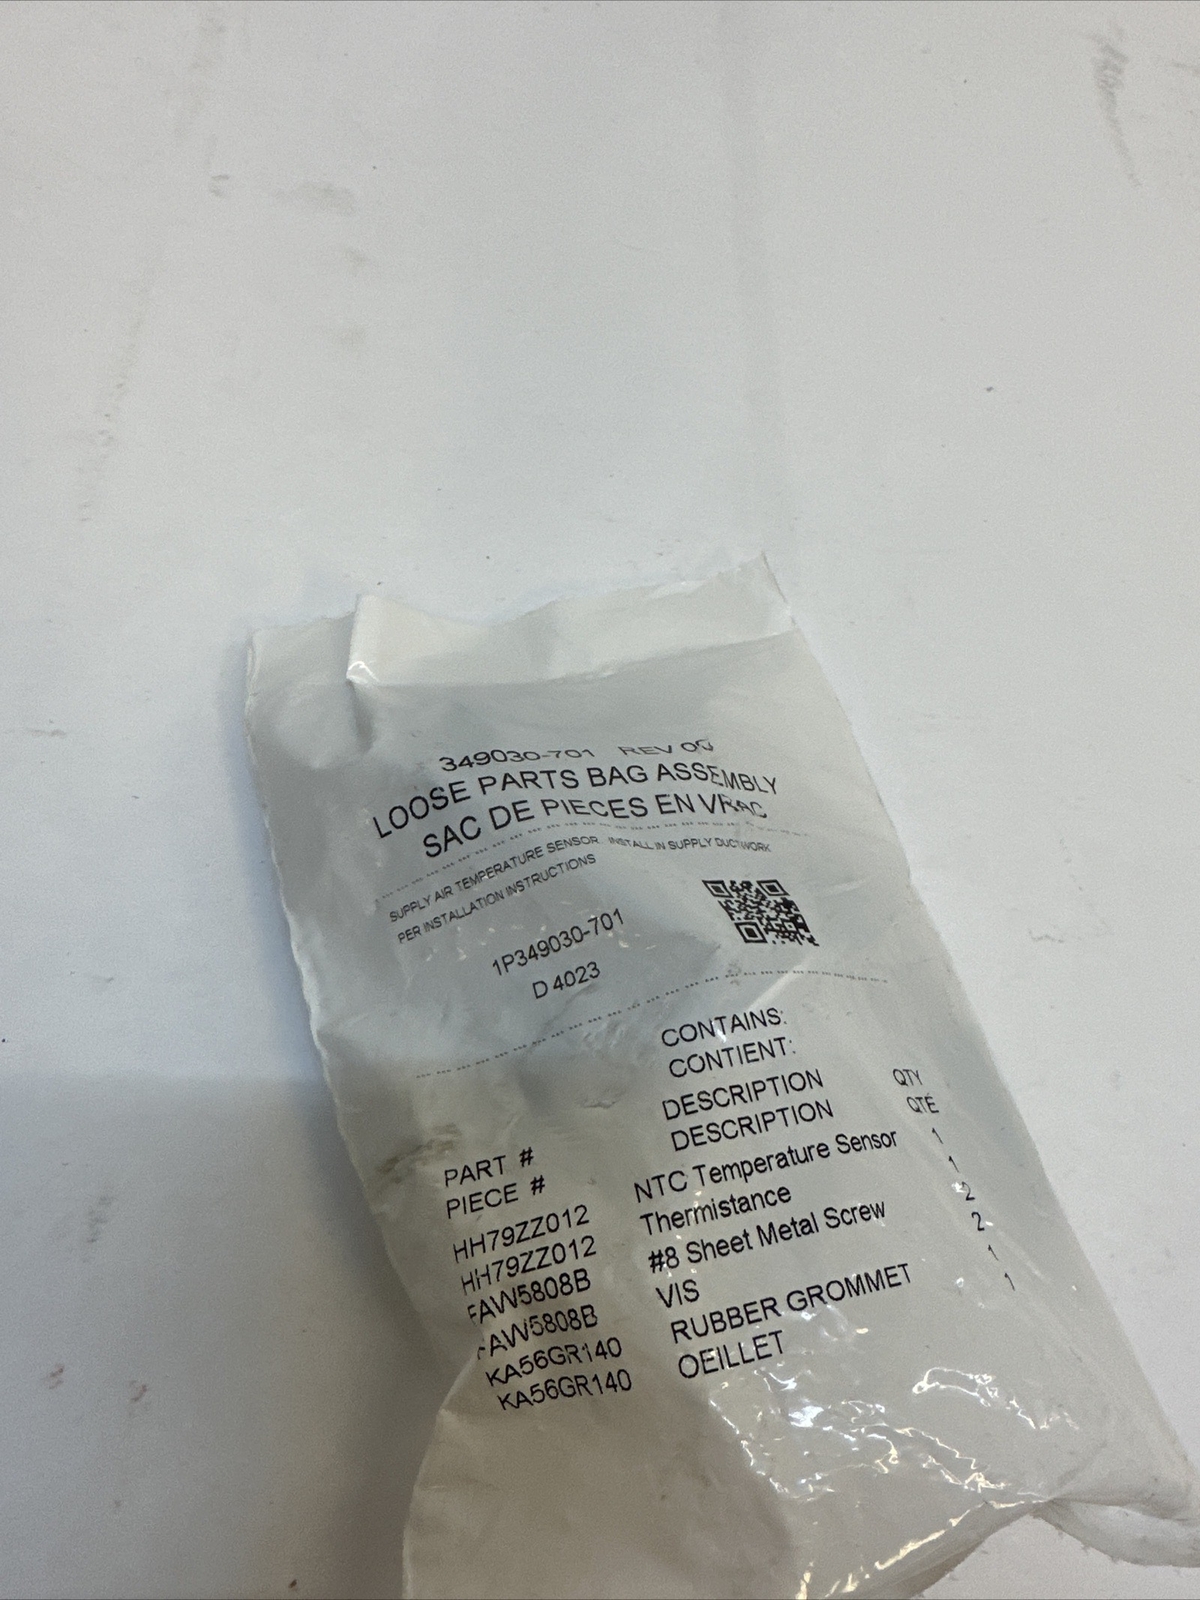 349030-701 REV 00
LOOSE PARTS BAG ASSEMBLY
SAC DE PIECES EN VRAC
SUPPLY AIR TEMPERATURE SENSOR. INSTALL IN SUPPLY DUCTWORK
PER INSTALLATION INSTRUCTIONS
1P349030-701
D 4023
CONTAINS:
CONTIENT:
PART # DESCRIPTION QTY
PIECE # DESCRIPTION QTÉ
HH79ZZ012 NTC Temperature Sensor 1
HH79ZZ012 Thermistance 1
FAW5808B #8 Sheet Metal Screw 2
FAW5808B VIS 2
KA56GR140 RUBBER GROMMET 1
KA56GR140 OEILLET 1